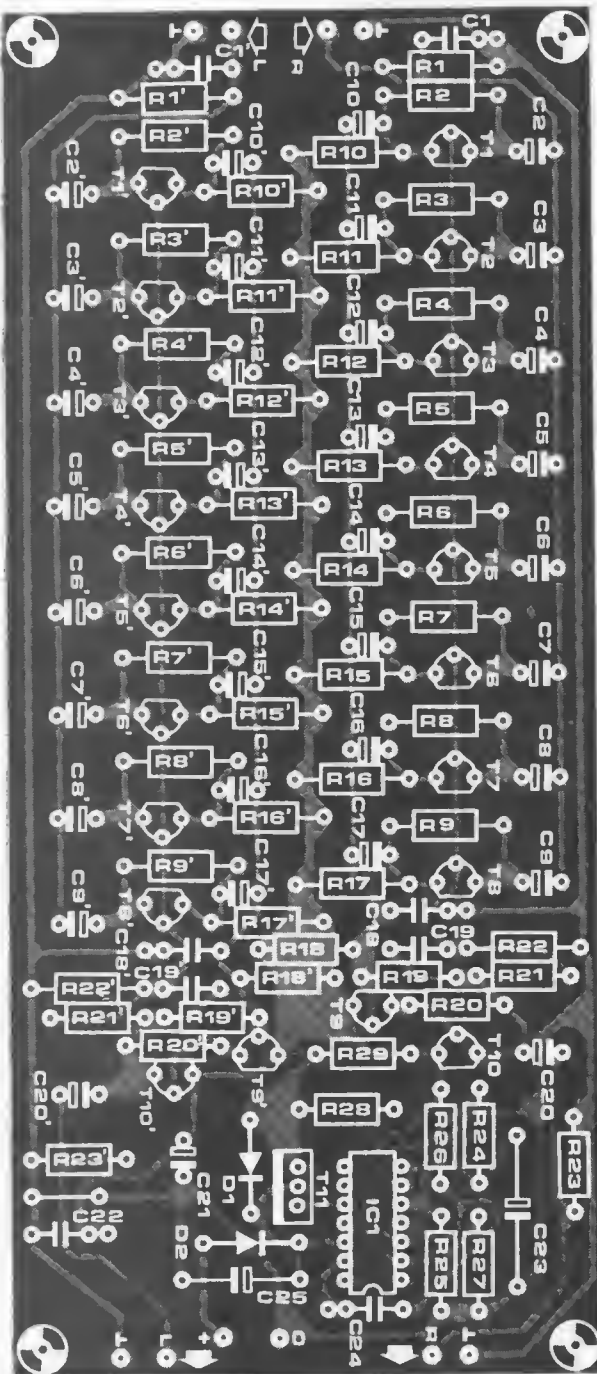 C1' L R C1
R1' R1
R2' C10' C10 R2
C2' T1' R10' R10 T1 C2
R3' C11' C11 R3
C3' T2' R11' R11 T2 C3
R4' C12' C12 R4
C4' T3' R12' R12 T3 C4
R5' C13' C13 R5
C5' T4' R13' R13 T4 C5
R6' C14' C14 R6
C6' T5' R14' R14 T5 C6
R7' C15' C15 R7
C7' T6' R15' R15 T6 C7
R8' C16' C16 R8
C8' T7' R16' R16 T7 C8
R9' C17' C17 R9
C9' T8' R17' R17 T8 C9
C18' R18 C18 C19 R22
R22' C19' R18' R19 R21
R21' R19' T9 R20
R20' T9' R29 T10 C20
C20' T10' R28 R26 R24 R23
R23' C21 D1 T11 IC1
C22 D2 R25 R27 C23
C25 C24
L + 0 R